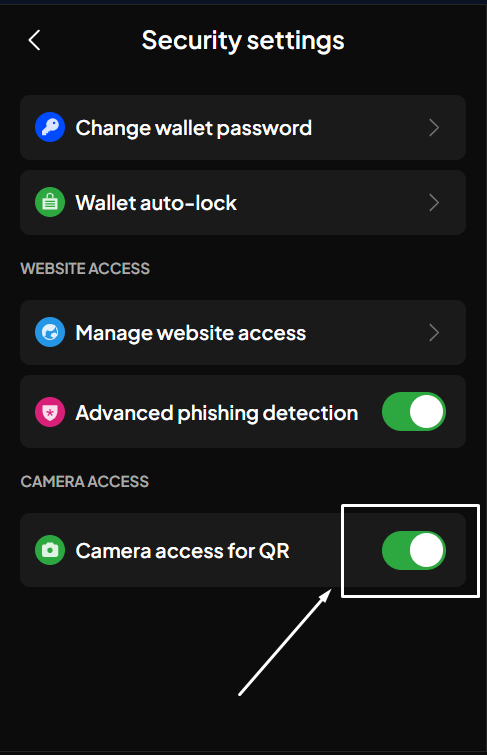 Security settings
Change wallet password
Wallet auto-lock
WEBSITE ACCESS
Manage website access
Advanced phishing detection
CAMERA ACCESS
Camera access for QR